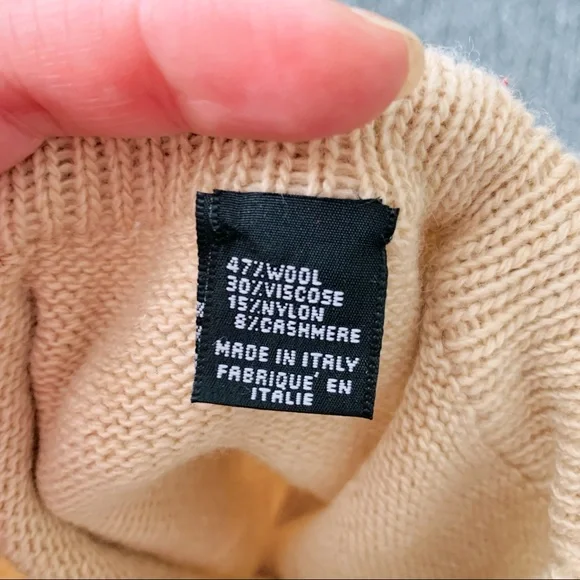 47%WOOL
30%VISCOSE
15%NYLON
8%CASHMERE
MADE IN ITALY
FABRIQUE' EN
ITALIE